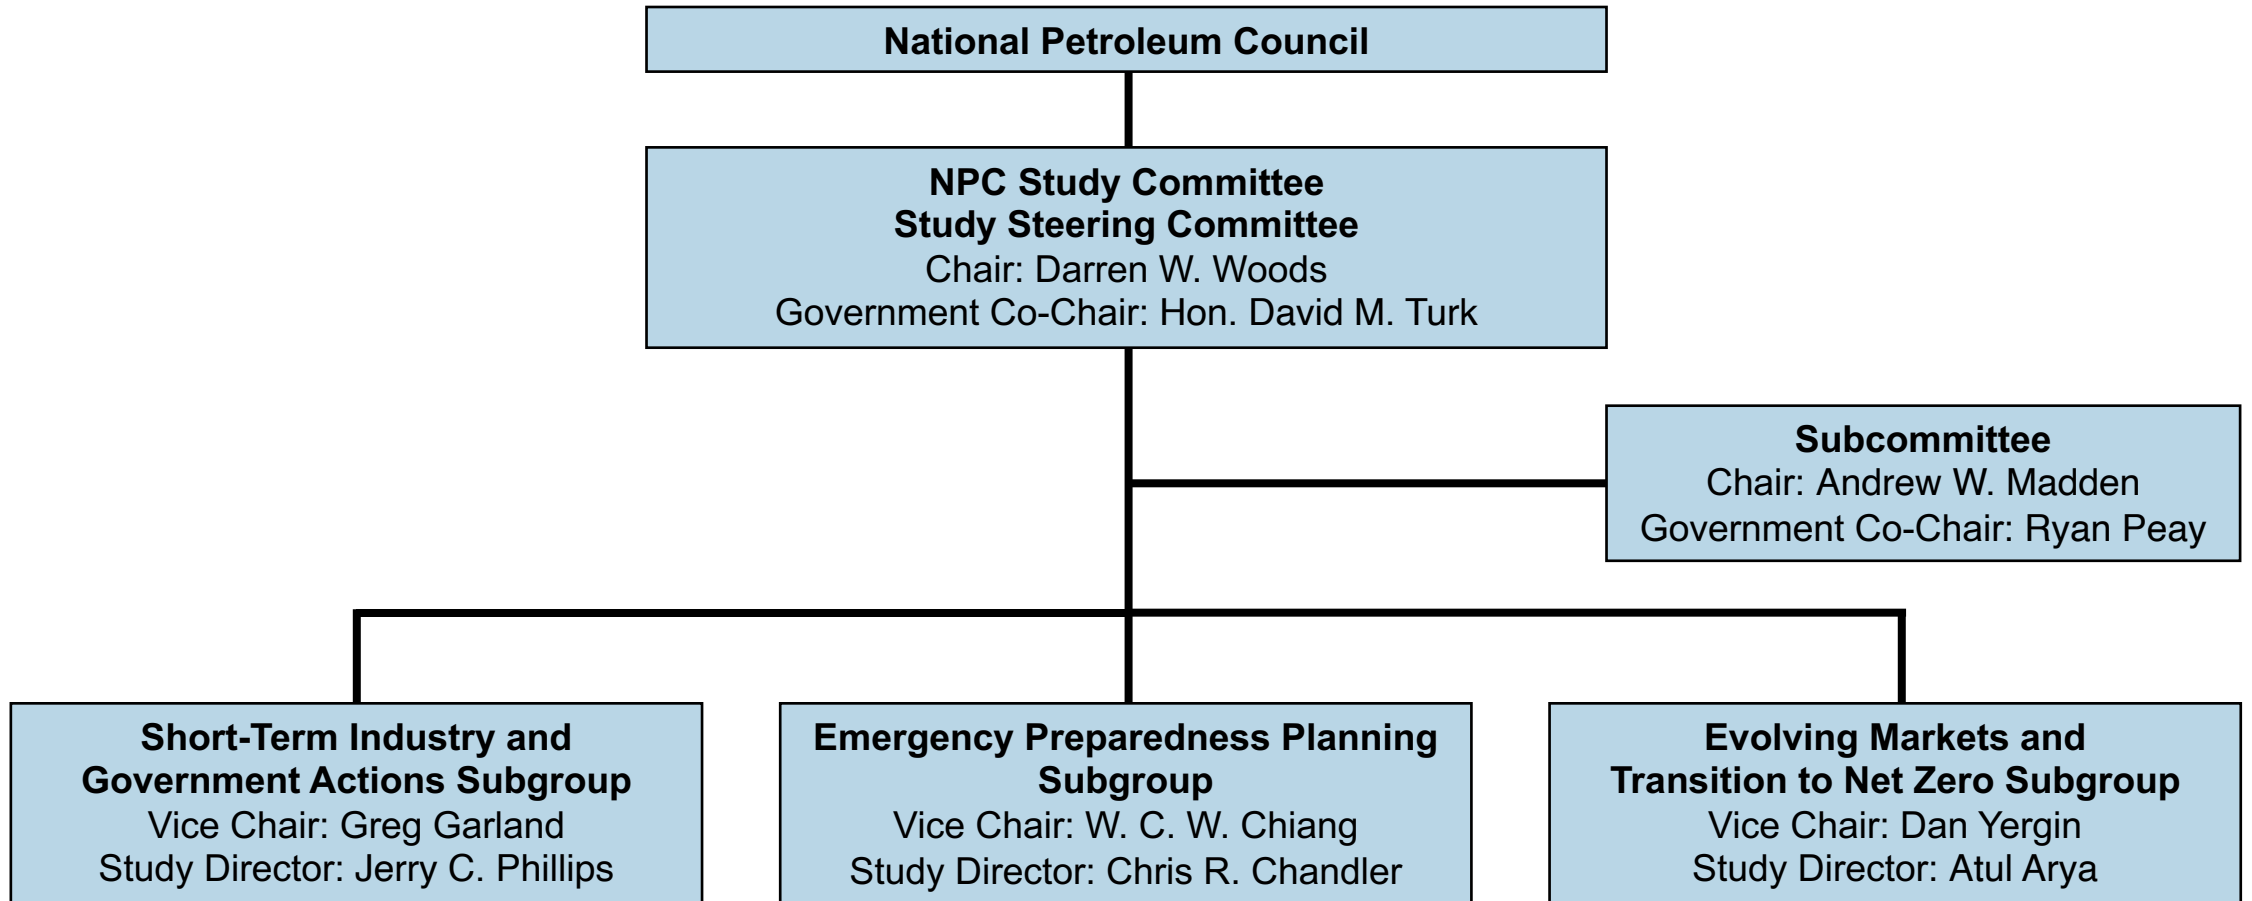 National Petroleum Council
NPC Study Committee
Study Steering Committee
Chair: Darren W. Woods
Government Co-Chair: Hon. David M. Turk
Subcommittee
Chair: Andrew W. Madden
Government Co-Chair: Ryan Peay
Short-Term Industry and
Government Actions Subgroup
Vice Chair: Greg Garland
Study Director: Jerry C. Phillips
Emergency Preparedness Planning
Subgroup
Vice Chair: W. C. W. Chiang
Study Director: Chris R. Chandler
Evolving Markets and
Transition to Net Zero Subgroup
Vice Chair: Dan Yergin
Study Director: Atul Arya